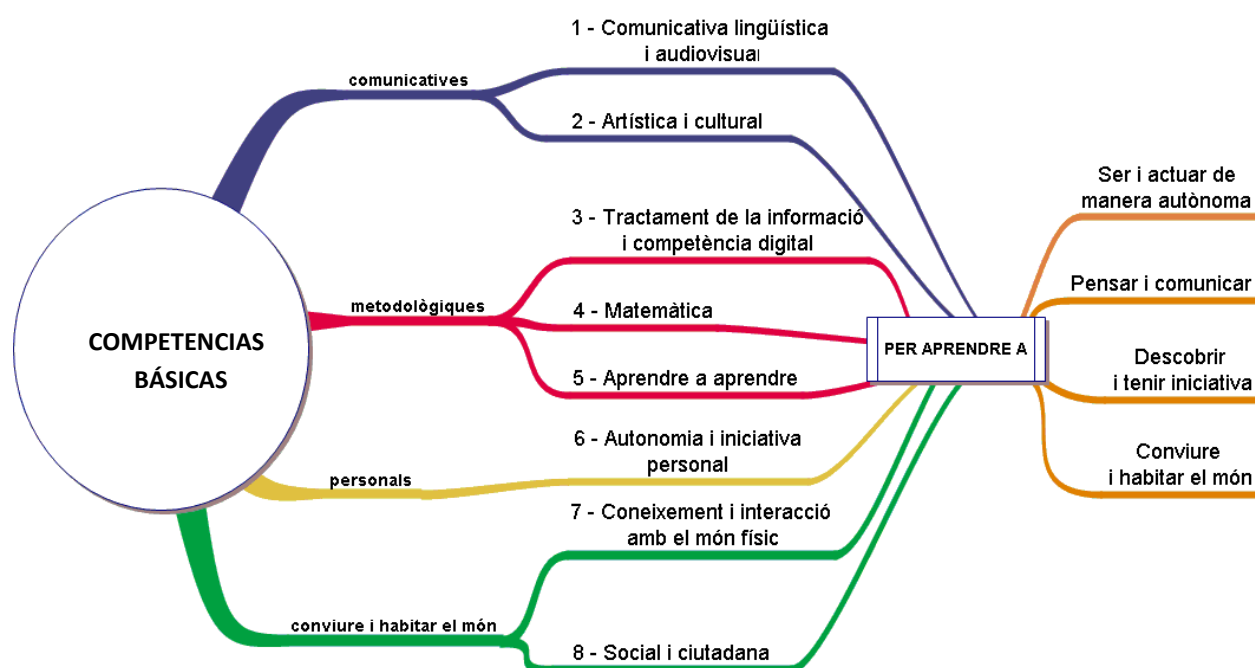 COMPETENCIAS
BÁSICAS
comunicatives
1 - Comunicativa lingüística
i audiovisual
2 - Artística i cultural
metodològiques
3 - Tractament de la informació
i competència digital
4 - Matemàtica
5 - Aprendre a aprendre
personals
6 - Autonomia i iniciativa
personal
conviure i habitar el món
7 - Coneixement i interacció
amb el món físic
8 - Social i ciutadana
PER APRENDRE A
Ser i actuar de
manera autònoma
Pensar i comunicar
Descobrir
i tenir iniciativa
Conviure
i habitar el món